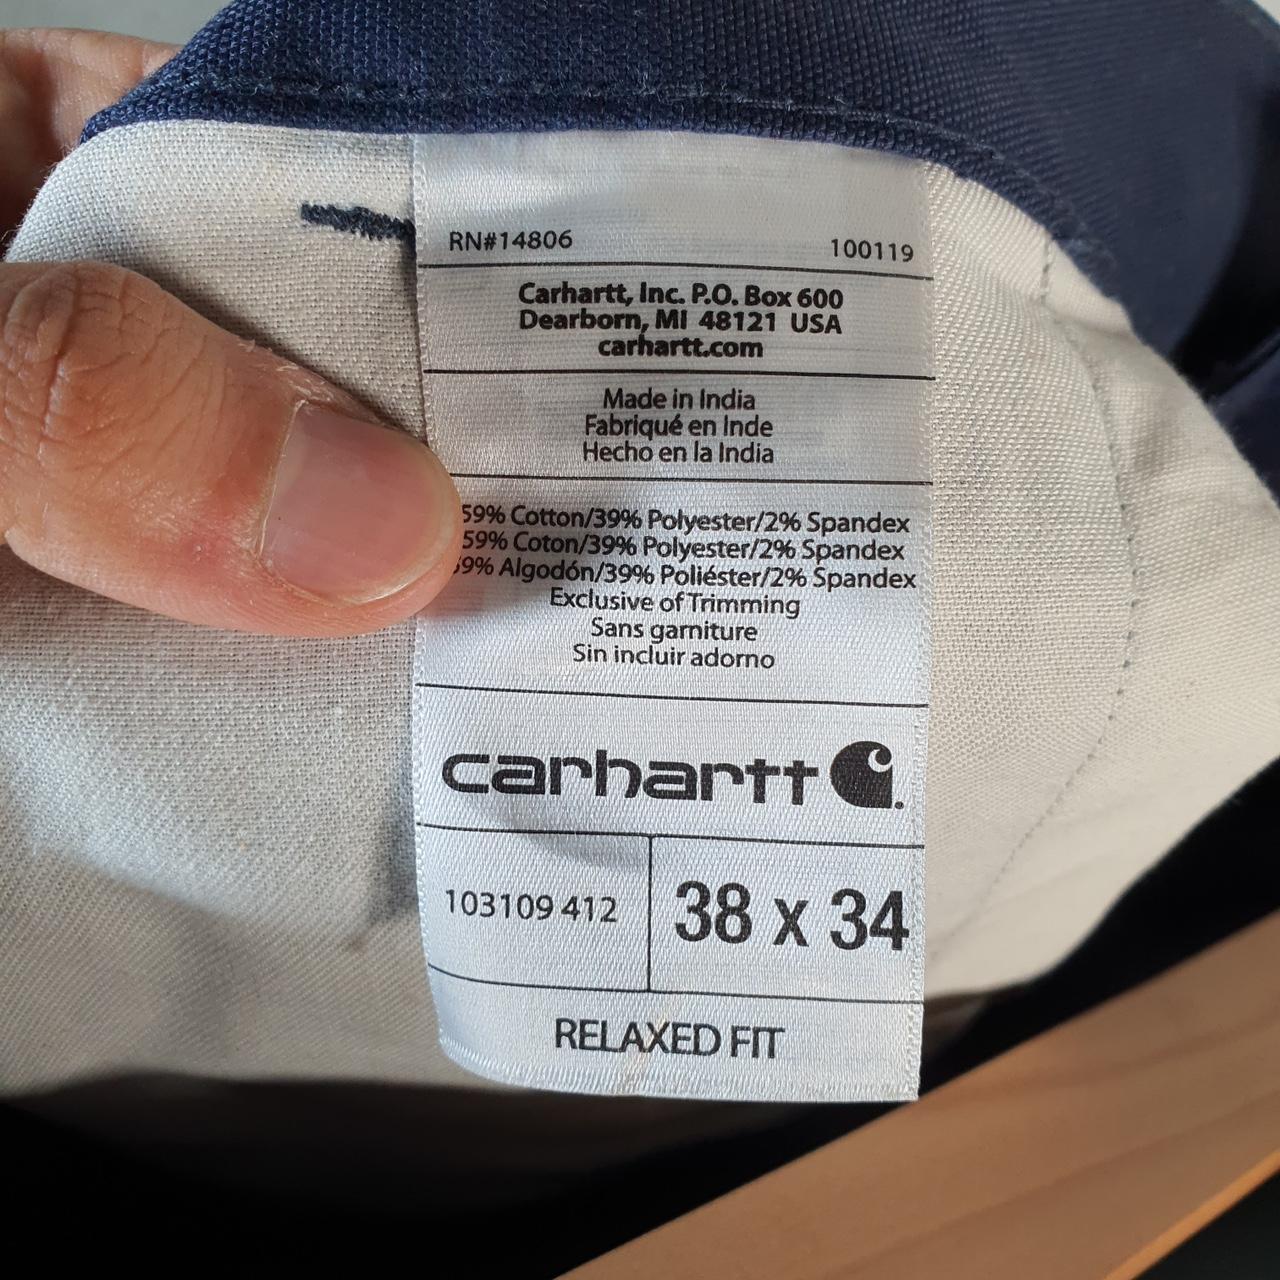 RN#14806 100119
Carhartt, Inc. P.O. Box 600
Dearborn, MI 48121 USA
carhartt.com
Made in India
Fabriqué en Inde
Hecho en la India
59% Cotton/39% Polyester/2% Spandex
59% Coton/39% Polyester/2% Spandex
59% Algodón/39% Poliéster/2% Spandex
Exclusive of Trimming
Sans garniture
Sin incluir adorno
carhartt
103109 412 38 x 34
RELAXED FIT